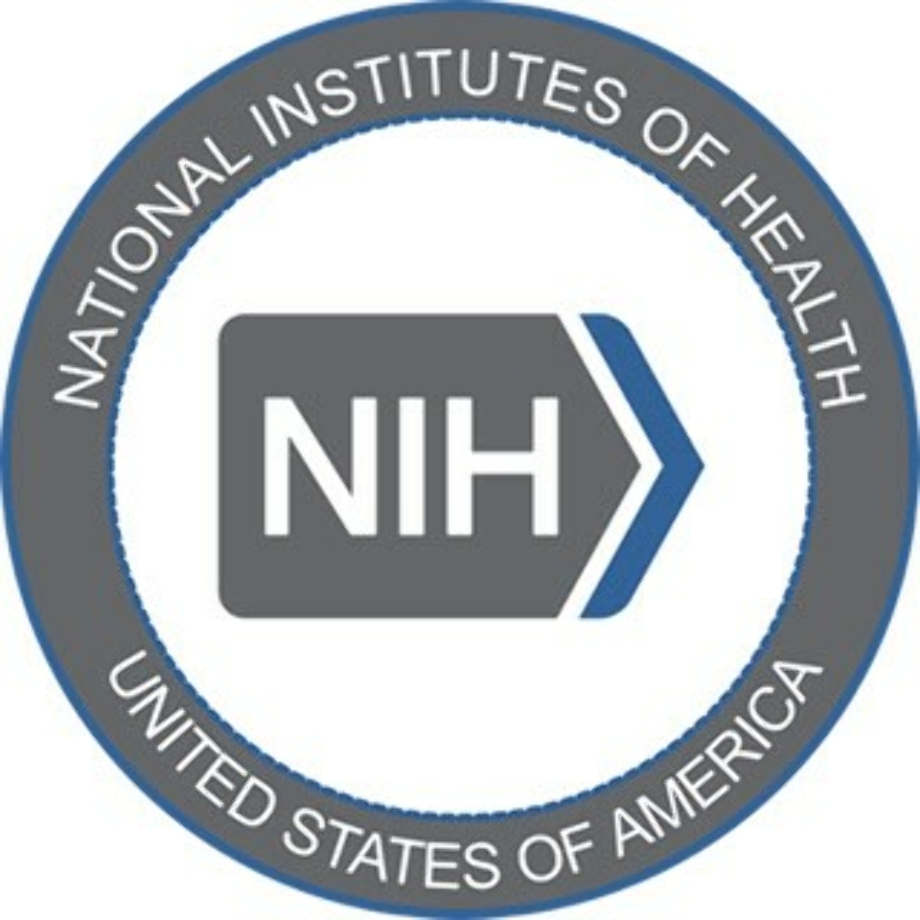 NATIONAL INSTITUTES OF HEALTH
NIH
UNITED STATES OF AMERICA